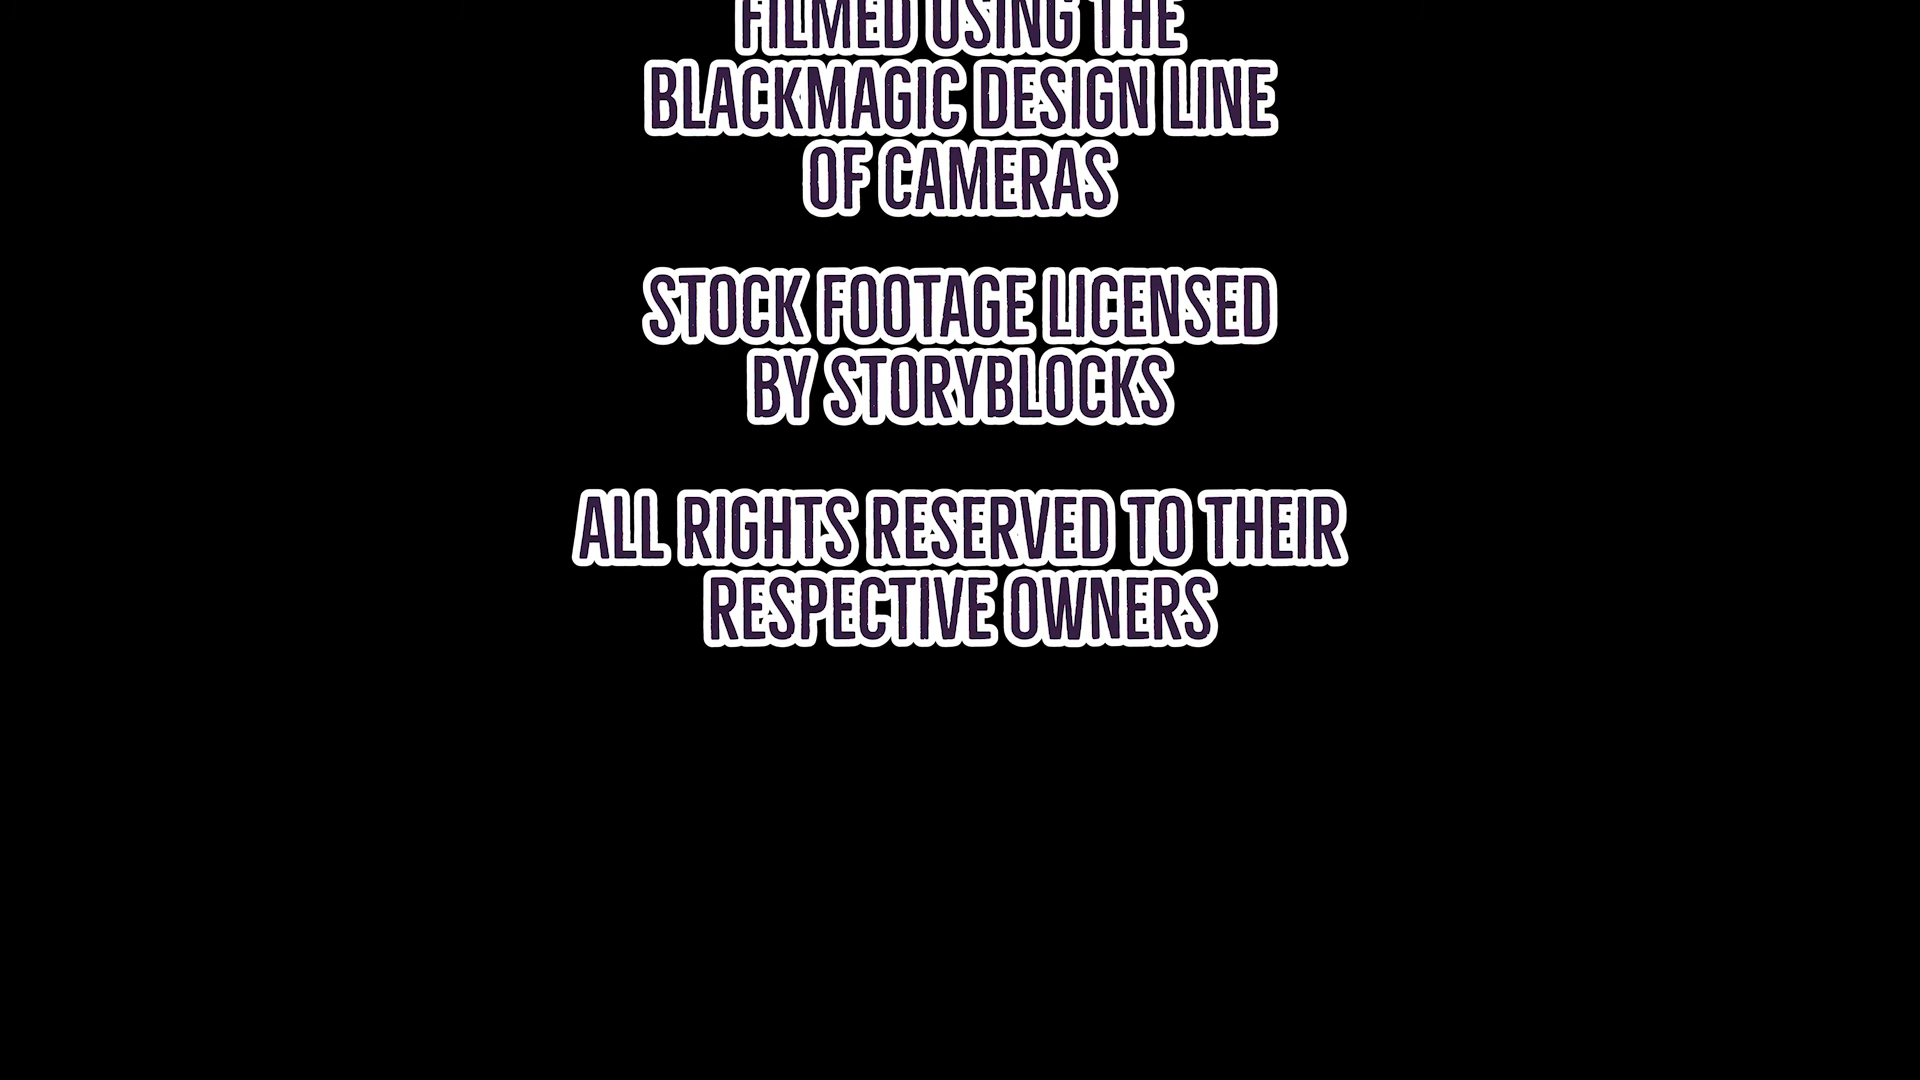 FILMED USING THE
BLACKMAGIC DESIGN LINE
OF CAMERAS
STOCK FOOTAGE LICENSED
BY STORYBLOCKS
ALL RIGHTS RESERVED TO THEIR
RESPECTIVE OWNERS